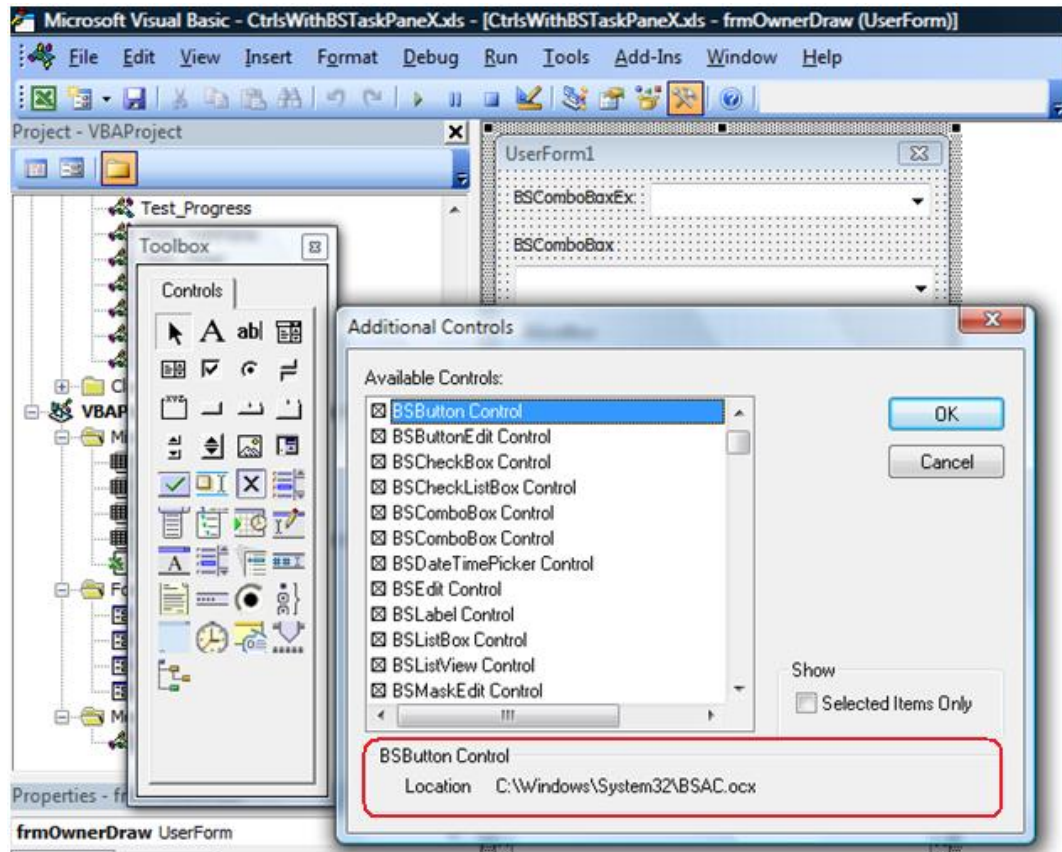 Microsoft Visual Basic - CtrlsWithBSTaskPaneX.xls - [CtrlsWithBSTaskPaneX.xls - frmOwnerDraw (UserForm)]
File Edit View Insert Format Debug Run Tools Add-Ins Window Help
Project - VBAProject
Test_Progress
UserForm1
BSComboBoxEx:
BSComboBox
Toolbox
Controls
A abl
XYZ
VBAP
Additional Controls
Available Controls:
BSButton Control
BSButtonEdit Control
BSCheckBox Control
BSCheckListBox Control
BSComboBox Control
BSComboBox Control
BSDateTimePicker Control
BSEdit Control
BSLabel Control
BSListBox Control
BSListView Control
BSMaskEdit Control
OK
Cancel
Show
Selected Items Only
BSButton Control
Location C:\Windows\System32\BSAC.ocx
Properties - fr
frmOwnerDraw UserForm